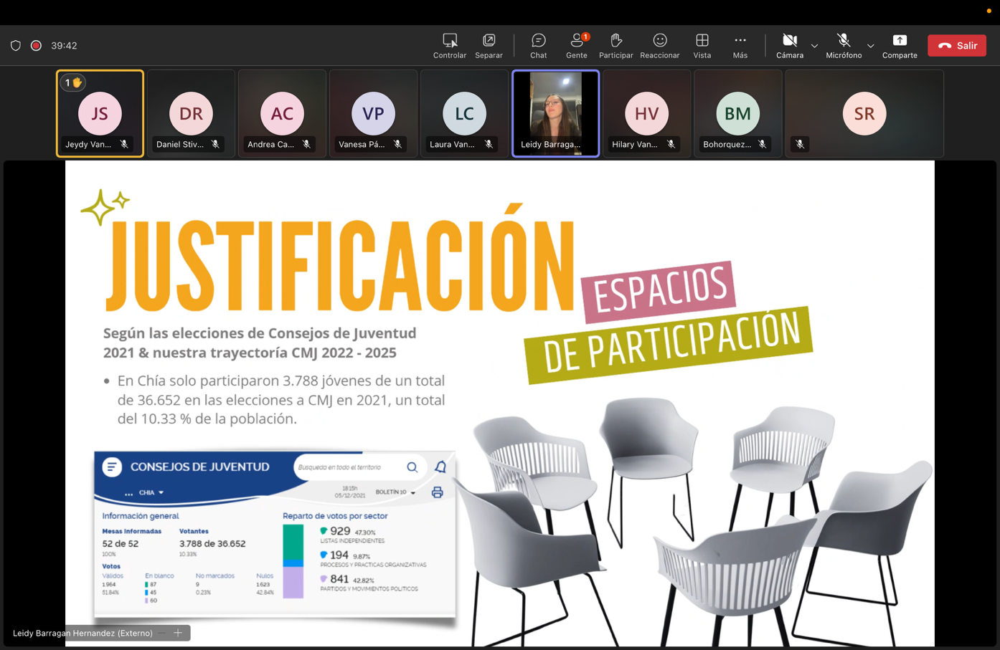 39:42
Controlar
Separar
Chat
1
Gente
Participar
Reaccionar
Vista
Más
Cámara
Micrófono
Comparte
Salir
1
JS
Jeydy Van...
DR
Daniel Stiv...
AC
Andrea Ca...
VP
Vanesa Pá...
LC
Laura Van...
Leidy Barraga...
HV
Hilary Van...
BM
Bohorquez...
SR
JUSTIFICACIÓN
ESPACIOS
DE PARTICIPACIÓN
Según las elecciones de Consejos de Juventud
2021 & nuestra trayectoría CMJ 2022 - 2025
• En Chía solo participaron 3.788 jóvenes de un total
de 36.652 en las elecciones a CMJ en 2021, un total
del 10.33 % de la población.
CONSEJOS DE JUVENTUD
Búsqueda en todo el territorio
... CHIA
18:15h
05/12/2021
BOLETÍN 10
Información general
Mesas Informadas
Votantes
52 de 52
3.788 de 36.652
100%
10.33%
Votos
Válidos
En blanco
No marcados
Nulos
1.964
87
9
1.623
51.84%
45
0.23%
42.84%
60
Reparto de votos por sector
929 47.30%
LISTAS INDEPENDIENTES
194 9.87%
PROCESOS Y PRACTICAS ORGANIZATIVAS
841 42.82%
PARTIDOS Y MOVIMIENTOS POLITICOS
Leidy Barragan Hernandez (Externo)